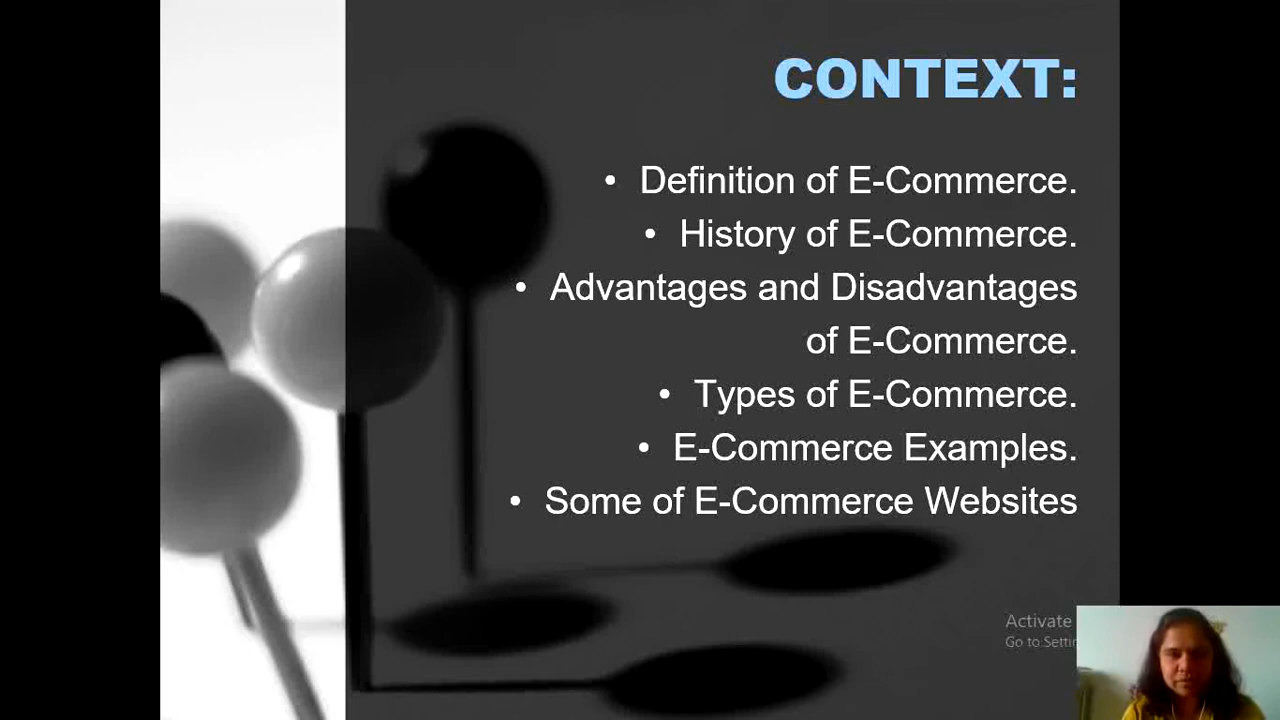 CONTEXT:
• Definition of E-Commerce.
• History of E-Commerce.
• Advantages and Disadvantages
of E-Commerce.
• Types of E-Commerce.
• E-Commerce Examples.
• Some of E-Commerce Websites
Activate
Go to